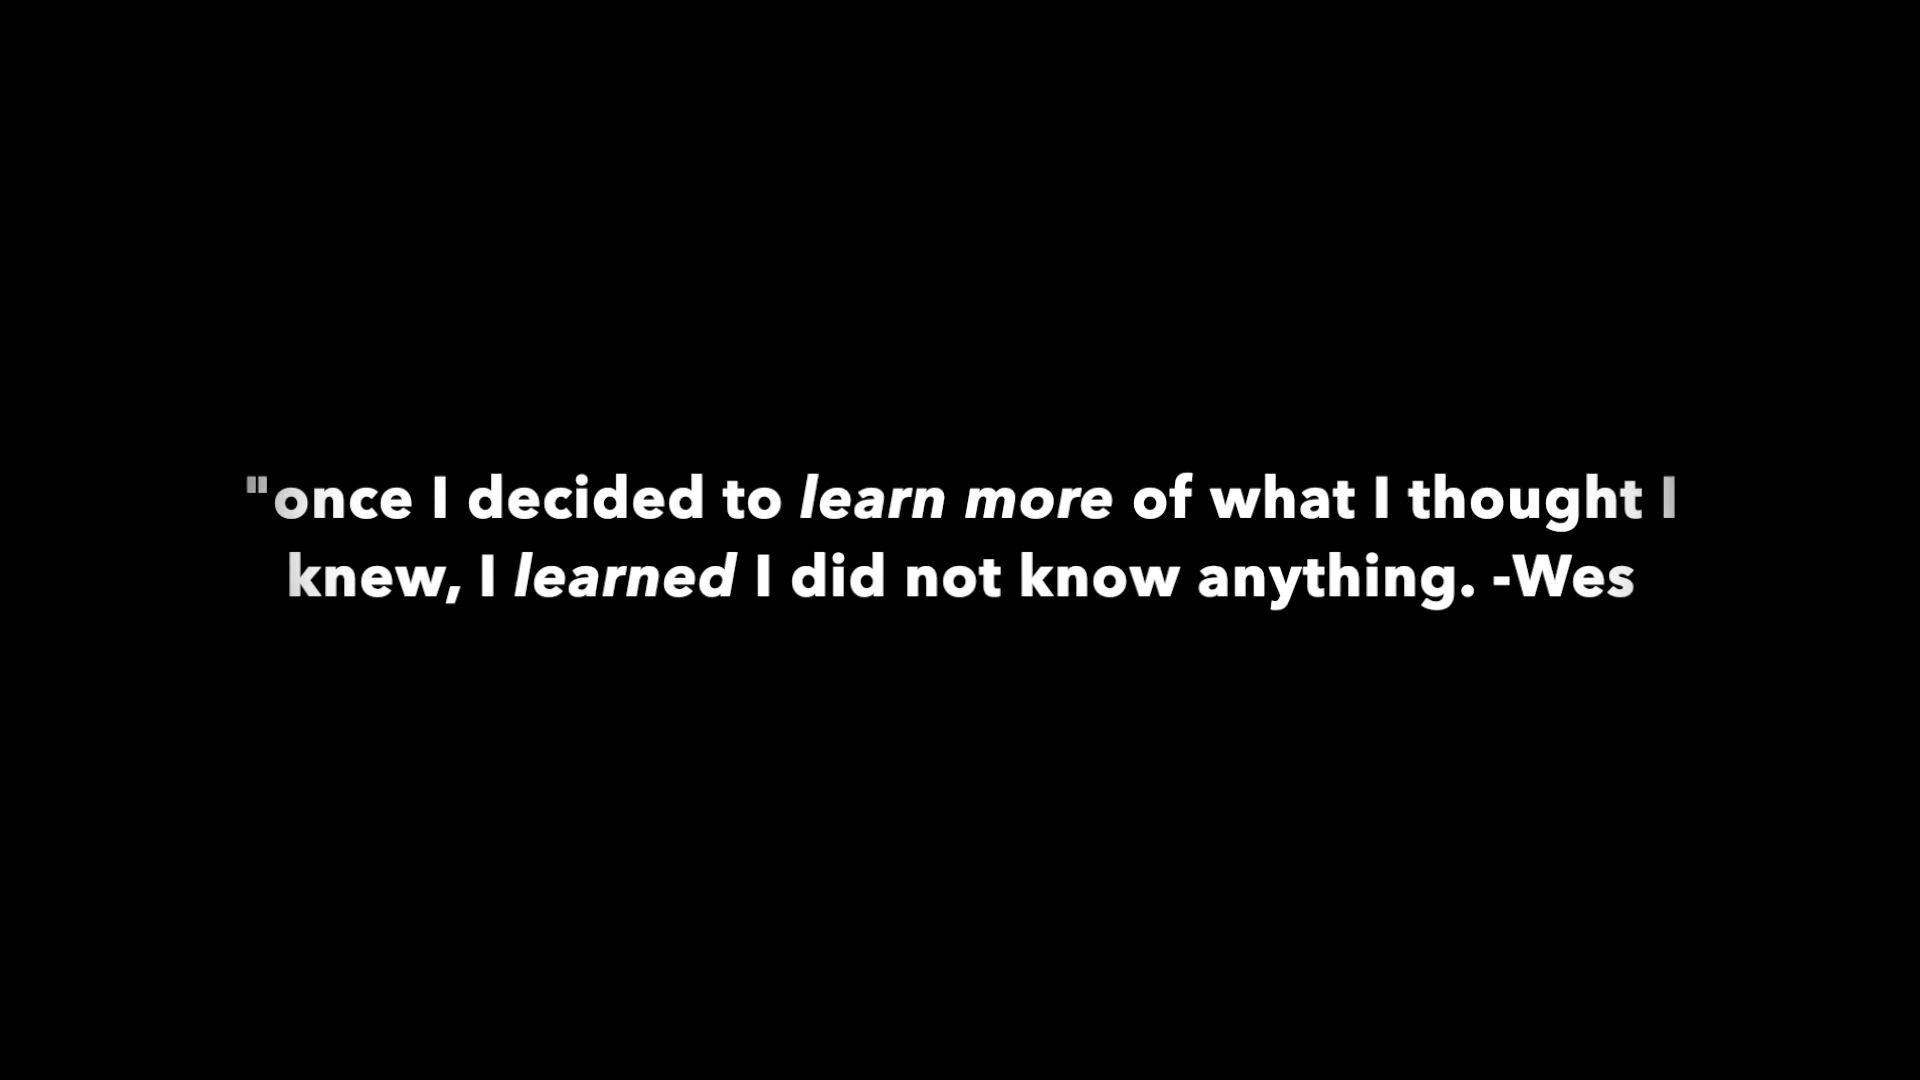 "once I decided to learn more of what I thought I
knew, I learned I did not know anything. -Wes